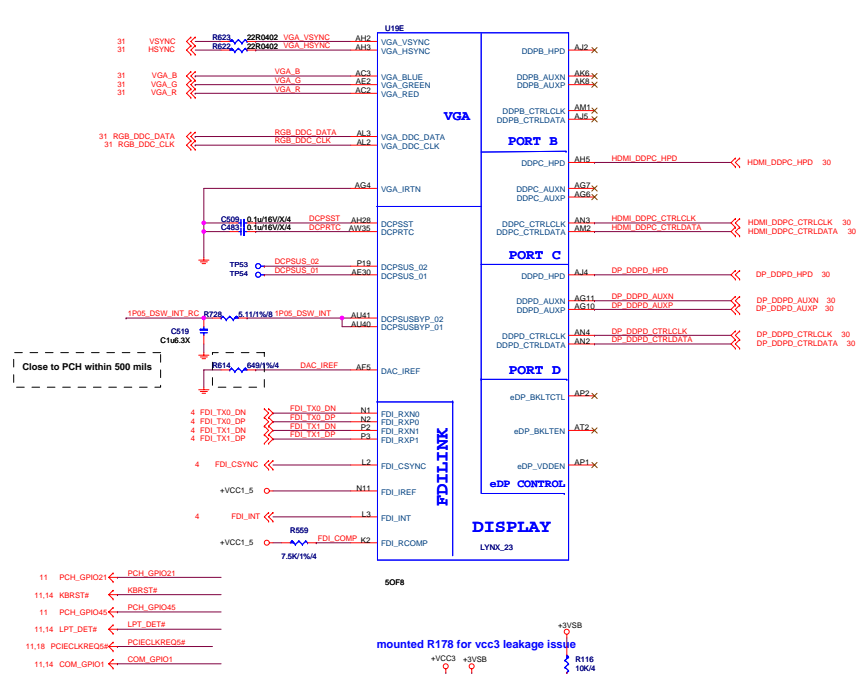 U19E
31 VSYNC R623 22R0402 VGA_VSYNC AH2 VGA_VSYNC
31 HSYNC R622 22R0402 VGA_HSYNC AH3 VGA_HSYNC
31 VGA_B VGA_B AC3 VGA_BLUE
31 VGA_G VGA_G AE2 VGA_GREEN
31 VGA_R VGA_R AC2 VGA_RED
VGA
31 RGB_DDC_DATA RGB_DDC_DATA AL3 VGA_DDC_DATA
31 RGB_DDC_CLK RGB_DDC_CLK AL2 VGA_DDC_CLK
AG4 VGA_IRTN
C509 0.1u/16V/X/4 DCPSST AH28 DCPSST
C483 0.1u/16V/X/4 DCPRTC AW35 DCPRTC
TP53 DCPSUS_02 P19 DCPSUS_02
TP54 DCPSUS_01 AE30 DCPSUS_01
1P05_DSW_INT_RC R728 5.11/1%/8 1P05_DSW_INT AU41 DCPSUSBYP_02
AU40 DCPSUSBYP_01
C519
C1u6.3X
Close to PCH within 500 mils
R614 649/1%/4 DAC_IREF AF5 DAC_IREF
4 FDI_TX0_DN FDI_TX0_DN N1 FDI_RXN0
4 FDI_TX0_DP FDI_TX0_DP N2 FDI_RXP0
4 FDI_TX1_DN FDI_TX1_DN P2 FDI_RXN1
4 FDI_TX1_DP FDI_TX1_DP P3 FDI_RXP1
4 FDI_CSYNC L2 FDI_CSYNC
+VCC1_5 N11 FDI_IREF
4 FDI_INT L3 FDI_INT
R559
+VCC1_5 FDI_COMP K2 FDI_RCOMP
7.5K/1%/4
FDILINK
DDPB_HPD AJ2
DDPB_AUXN AK6
DDPB_AUXP AK8
DDPB_CTRLCLK AM1
DDPB_CTRLDATA AJ5
PORT B
DDPC_HPD AH5 HDMI_DDPC_HPD HDMI_DDPC_HPD 30
DDPC_AUXN AG7
DDPC_AUXP AG6
DDPC_CTRLCLK AN3 HDMI_DDPC_CTRLCLK HDMI_DDPC_CTRLCLK 30
DDPC_CTRLDATA AM2 HDMI_DDPC_CTRLDATA HDMI_DDPC_CTRLDATA 30
PORT C
DDPD_HPD AJ4 DP_DDPD_HPD DP_DDPD_HPD 30
DDPD_AUXN AG11 DP_DDPD_AUXN DP_DDPD_AUXN 30
DDPD_AUXP AG10 DP_DDPD_AUXP DP_DDPD_AUXP 30
DDPD_CTRLCLK AN4 DP_DDPD_CTRLCLK DP_DDPD_CTRLCLK 30
DDPD_CTRLDATA AN2 DP_DDPD_CTRLDATA DP_DDPD_CTRLDATA 30
PORT D
eDP_BKLTCTL AP2
eDP_BKLTEN AT2
eDP_VDDEN AP1
eDP CONTROL
DISPLAY
LYNX_23
5OF8
11 PCH_GPIO21 PCH_GPIO21
11,14 KBRST# KBRST#
11 PCH_GPIO45 PCH_GPIO45
11,14 LPT_DET# LPT_DET#
11,18 PCIECLKREQ5# PCIECLKREQ5#
11,14 COM_GPIO1 COM_GPIO1
+3VSB
mounted R178 for vcc3 leakage issue
+VCC3 +3VSB
R116
10K/4